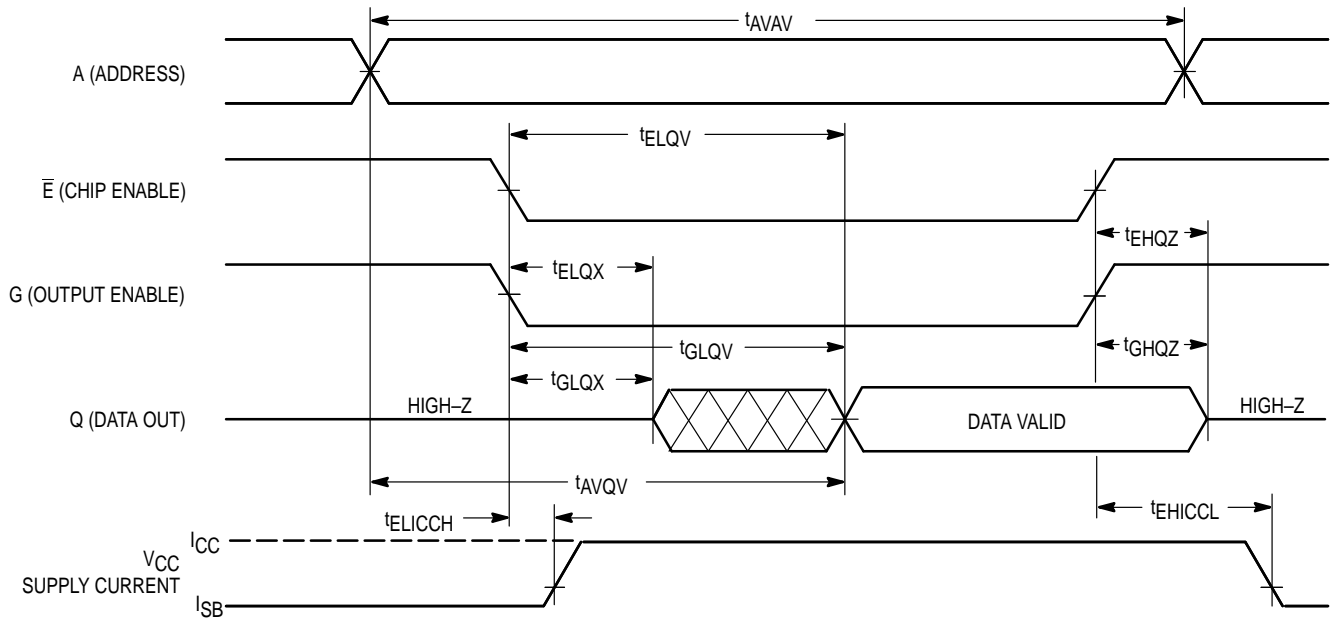 tAVAV
A (ADDRESS)
tELQV
E̅ (CHIP ENABLE)
tEHQZ
tELQX
G (OUTPUT ENABLE)
tGLQV
tGHQZ
tGLQX
Q (DATA OUT)
HIGH–Z
DATA VALID
HIGH–Z
tAVQV
tELICCH
tEHICCL
ICC
VCC
SUPPLY CURRENT
ISB